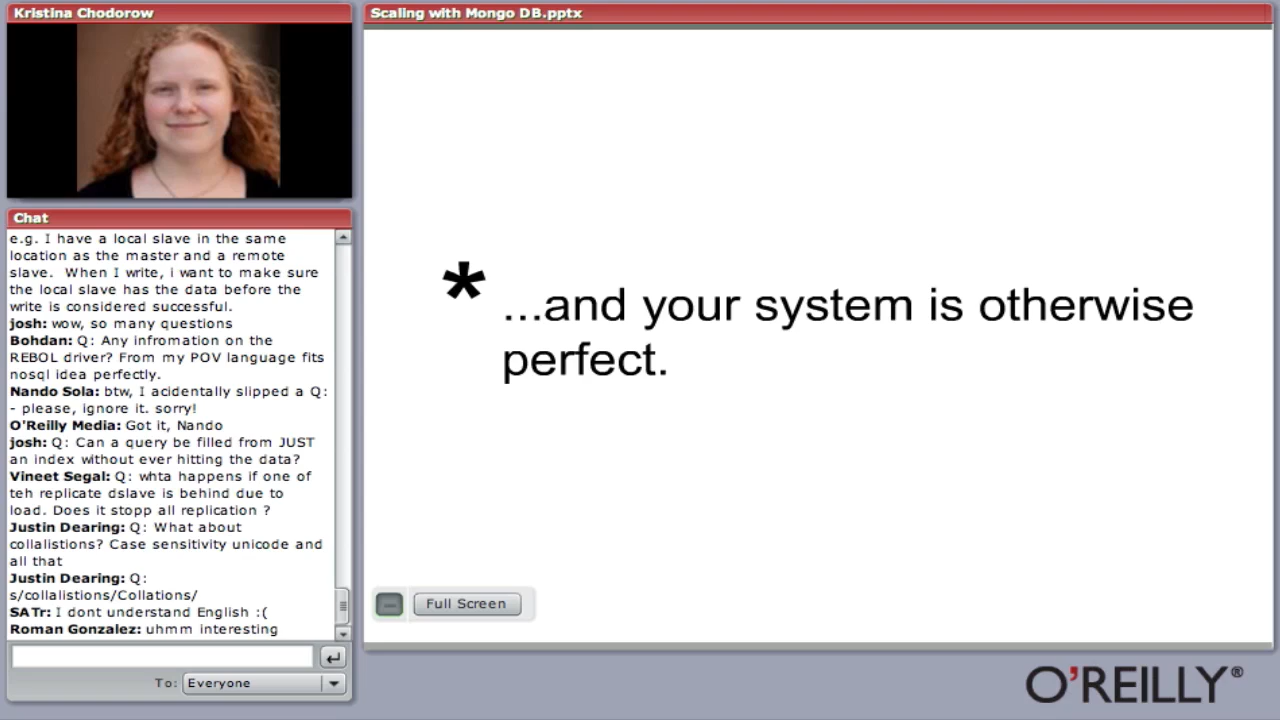 Kristina Chodorow
Chat
e.g. I have a local slave in the same
location as the master and a remote
slave.  When I write, i want to make sure
the local slave has the data before the
write is considered successful.
josh: wow, so many questions
Bohdan: Q: Any infromation on the
REBOL driver? From my POV language fits
nosql idea perfectly.
Nando Sola: btw, I acidentally slipped a Q:
- please, ignore it. sorry!
O'Reilly Media: Got it, Nando
josh: Q: Can a query be filled from JUST
an index without ever hitting the data?
Vineet Segal: Q: whta happens if one of
teh replicate dslave is behind due to
load. Does it stopp all replication ?
Justin Dearing: Q: What about
collalistions? Case sensitivity unicode and
all that
Justin Dearing: Q:
s/collalistions/Collations/
SATr: I dont understand English :(
Roman Gonzalez: uhmm interesting
To: Everyone
Scaling with Mongo DB.pptx
* ...and your system is otherwise
perfect.
Full Screen
O'REILLY®